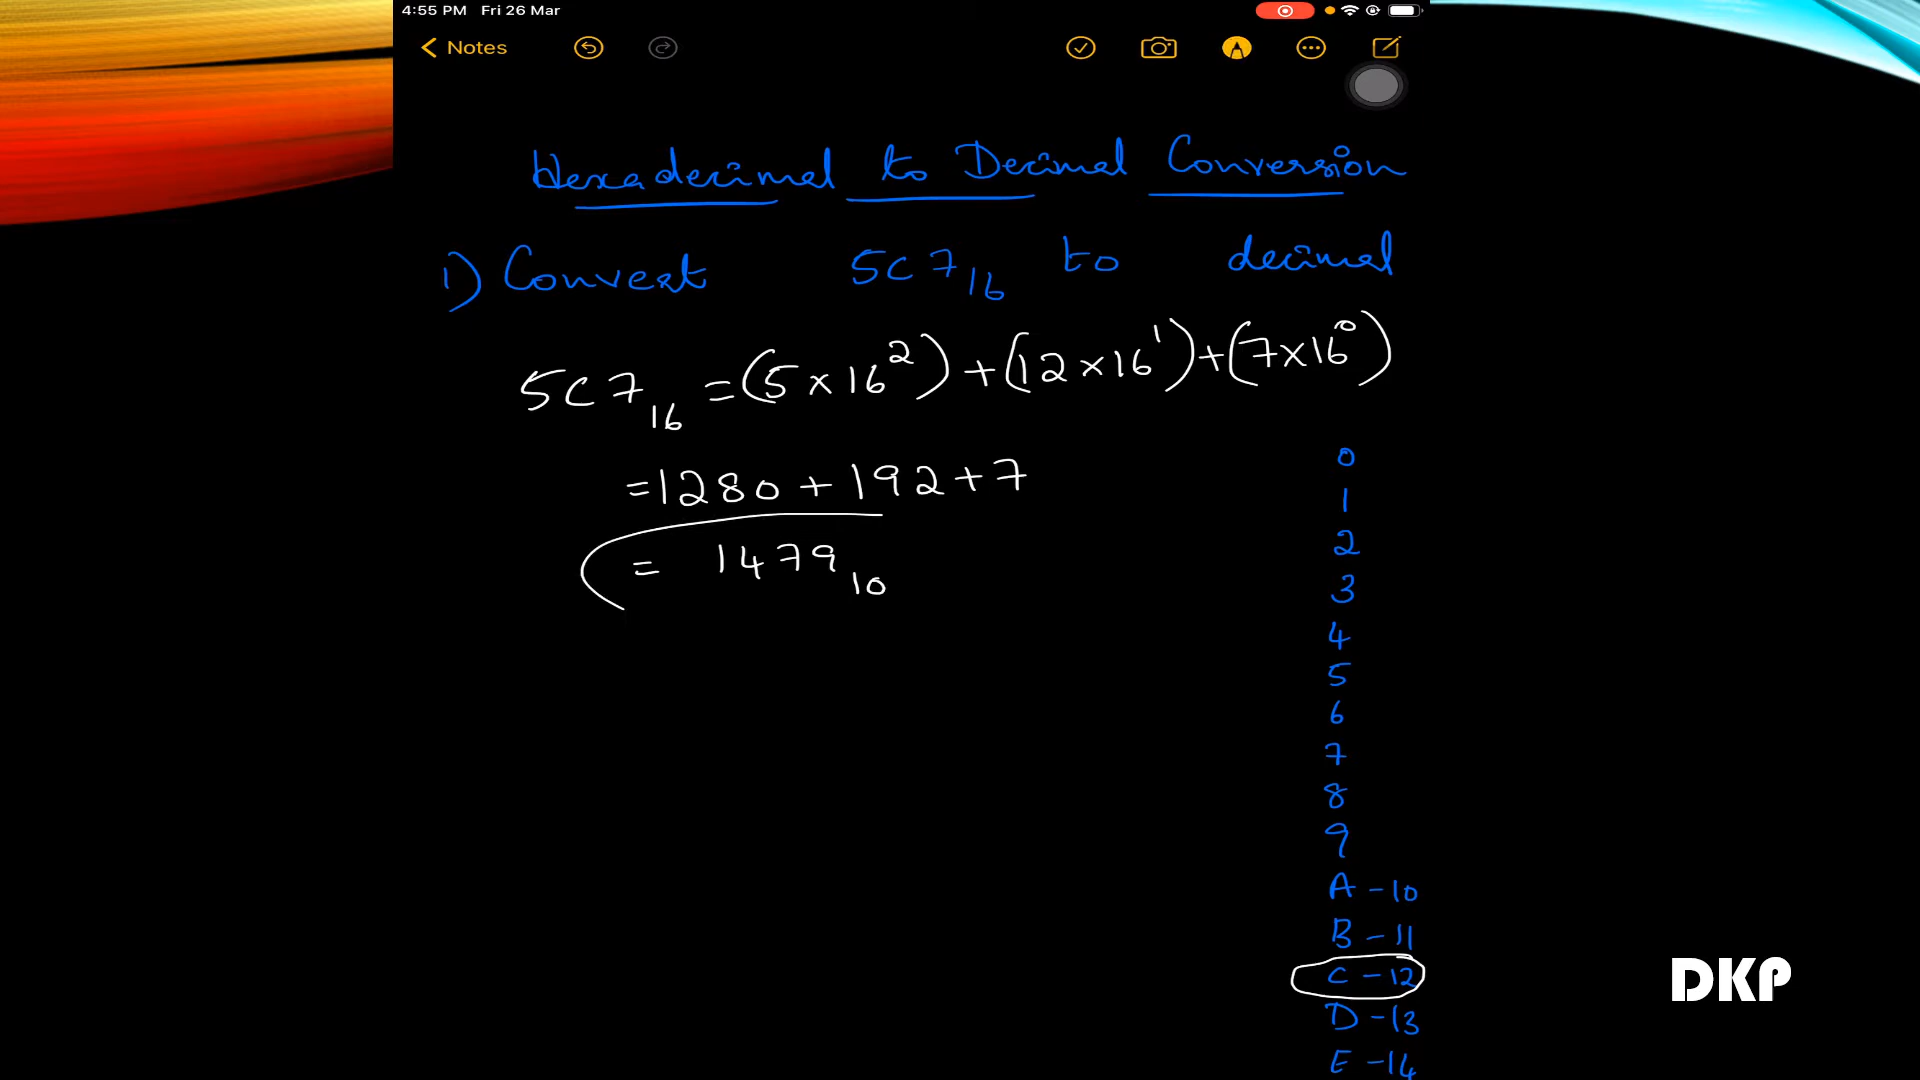 4:55 PM Fri 26 Mar
Notes
Hexadecimal to Decimal Conversion
1) Convert 5C7₁₆ to decimal
5C7₁₆ = (5 x 16²) + (12 x 16¹) + (7 x 16⁰)
= 1280 + 192 + 7
= 1479₁₀
0
1
2
3
4
5
6
7
8
9
A - 10
B - 11
C - 12
D - 13
E - 14
DKP